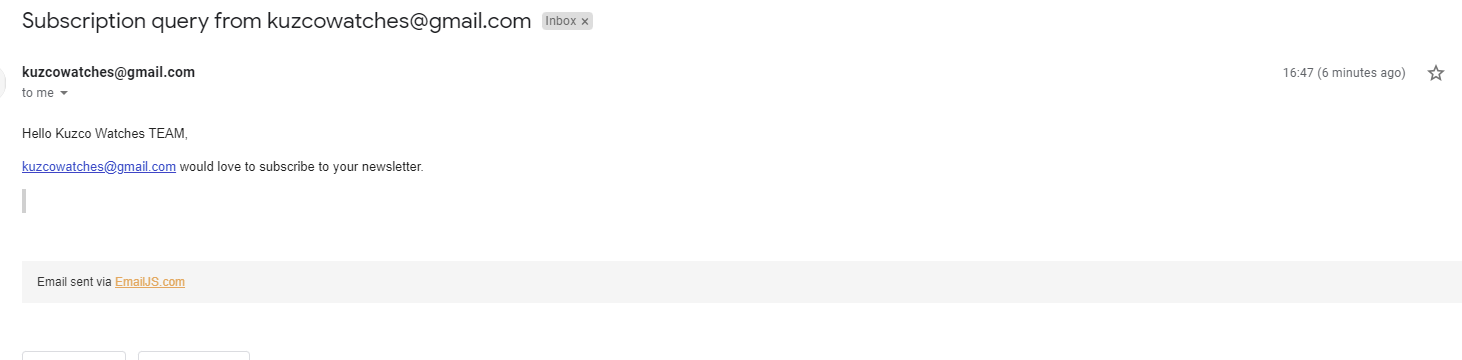 Subscription query from kuzcowatches@gmail.com Inbox ×
kuzcowatches@gmail.com 16:47 (6 minutes ago)
to me
Hello Kuzco Watches TEAM,
kuzcowatches@gmail.com would love to subscribe to your newsletter.
Email sent via EmailJS.com